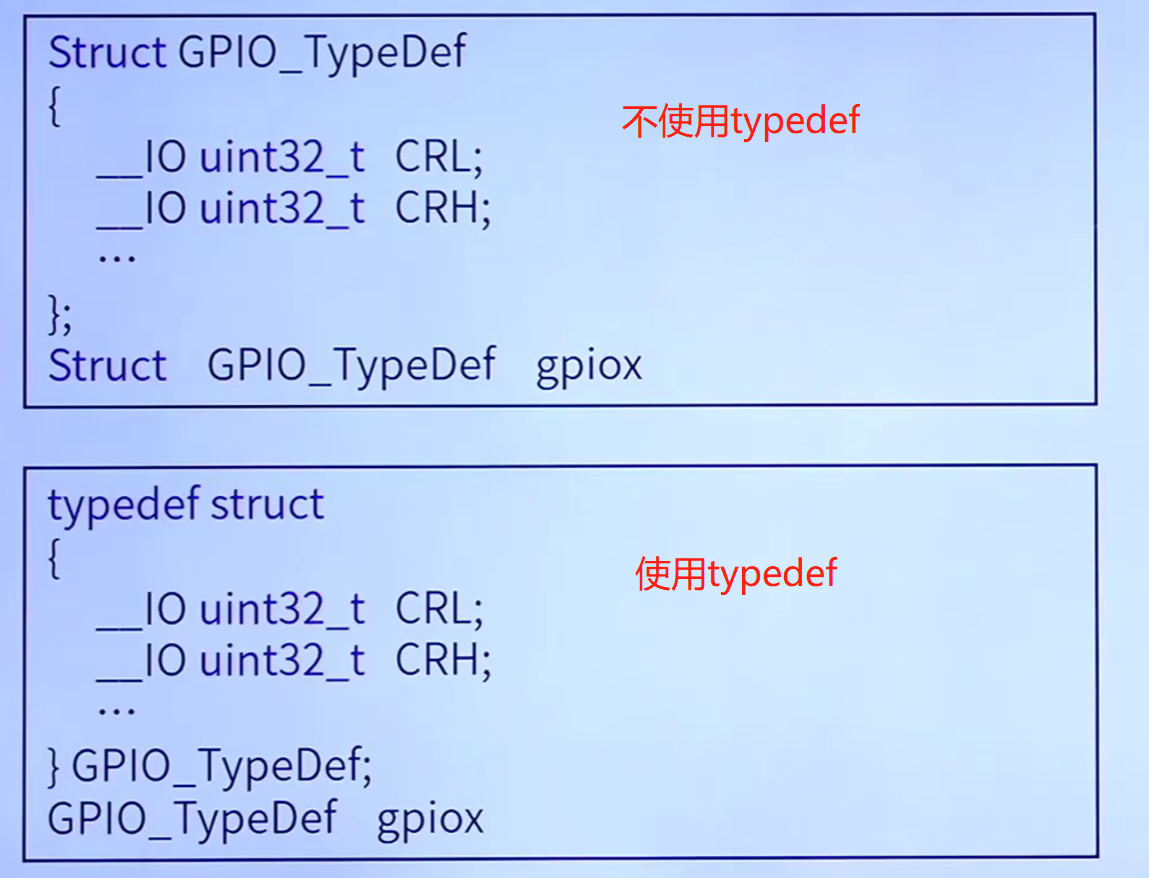 Struct GPIO_TypeDef
{
不使用typedef
__IO uint32_t CRL;
__IO uint32_t CRH;
...
};
Struct GPIO_TypeDef gpiox
typedef struct
{
使用typedef
__IO uint32_t CRL;
__IO uint32_t CRH;
...
} GPIO_TypeDef;
GPIO_TypeDef gpiox